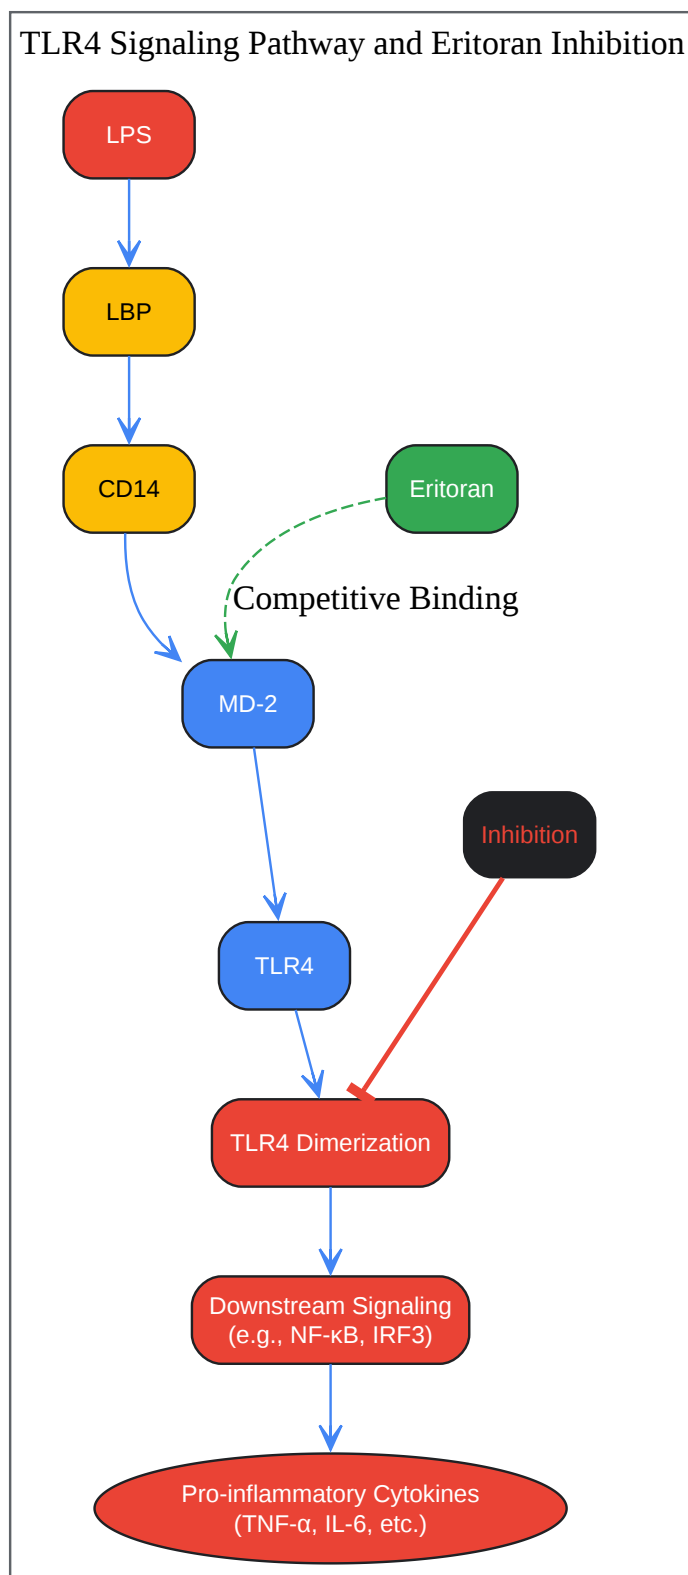 TLR4 Signaling Pathway and Eritoran Inhibition
LPS
LBP
CD14
Eritoran
Competitive Binding
MD-2
Inhibition
TLR4
TLR4 Dimerization
Downstream Signaling
(e.g., NF-κB, IRF3)
Pro-inflammatory Cytokines
(TNF-α, IL-6, etc.)